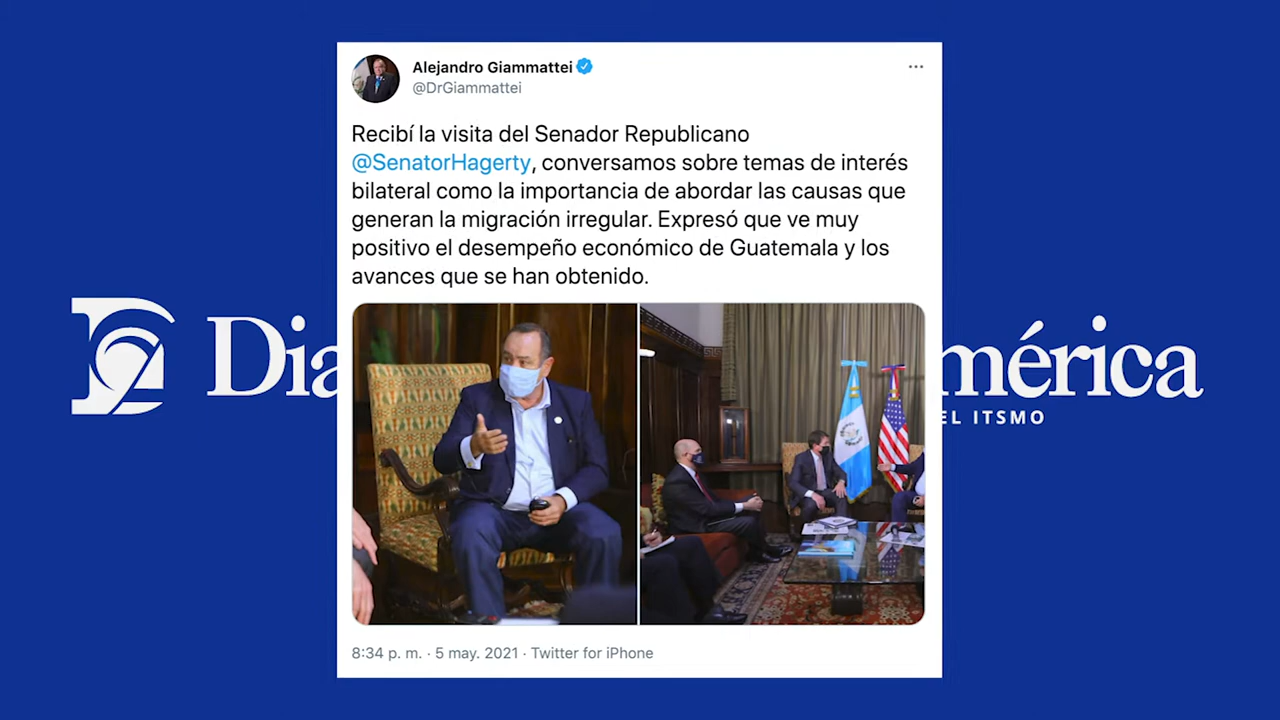 Alejandro Giammattei
@DrGiammattei
Recibí la visita del Senador Republicano
@SenatorHagerty, conversamos sobre temas de interés
bilateral como la importancia de abordar las causas que
generan la migración irregular. Expresó que ve muy
positivo el desempeño económico de Guatemala y los
avances que se han obtenido.
8:34 p. m. · 5 may. 2021 · Twitter for iPhone
Dia
mérica
EL ITSMO